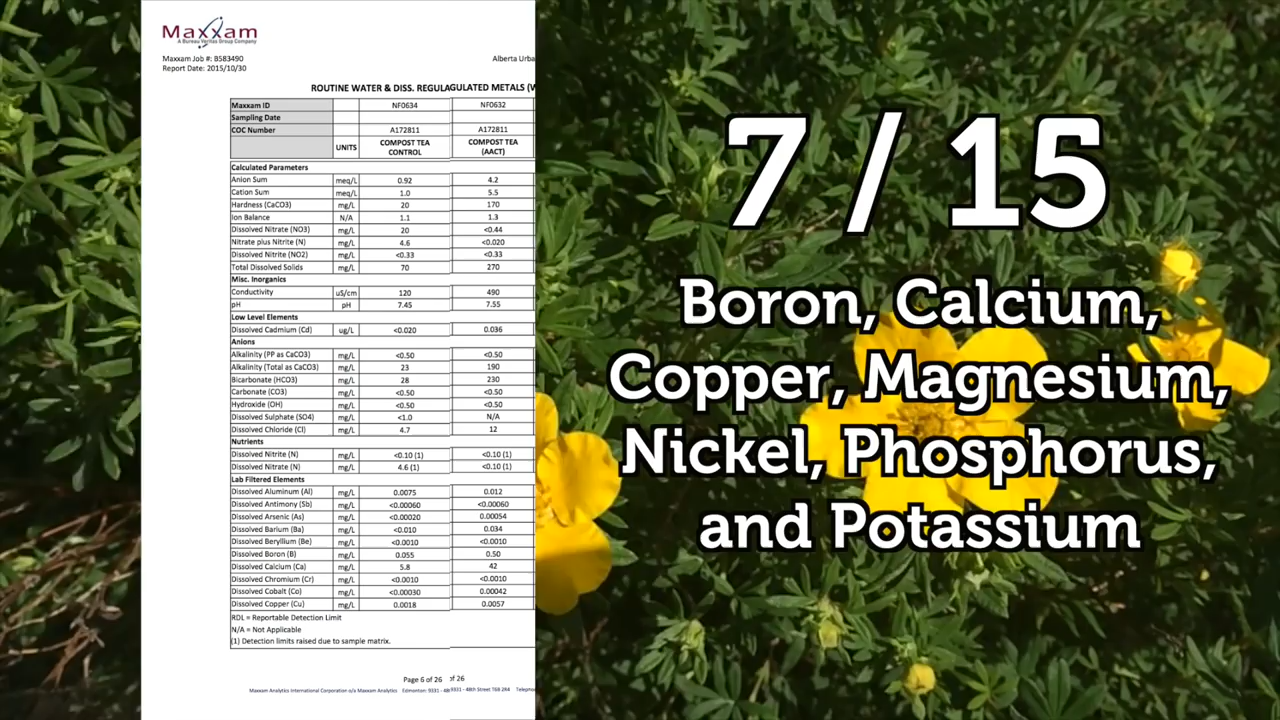 Maxxam
A Bureau Veritas Group Company
Maxxam Job #: B583490
Report Date: 2015/10/30
Alberta Urba
ROUTINE WATER & DISS. REGULAGULATED METALS (W
Maxxam ID NF0634 NF0632
Sampling Date
COC Number A172811 A172811
UNITS COMPOST TEA CONTROL COMPOST TEA (AACT)
Calculated Parameters
Anion Sum meq/L 0.92 4.2
Cation Sum meq/L 1.0 5.5
Hardness (CaCO3) mg/L 20 170
Ion Balance N/A 1.1 1.3
Dissolved Nitrate (NO3) mg/L 20 <0.44
Nitrate plus Nitrite (N) mg/L 4.6 <0.020
Dissolved Nitrite (NO2) mg/L <0.33 <0.33
Total Dissolved Solids mg/L 70 270
Misc. Inorganics
Conductivity uS/cm 120 490
pH pH 7.45 7.55
Low Level Elements
Dissolved Cadmium (Cd) ug/L <0.020 0.036
Anions
Alkalinity (PP as CaCO3) mg/L <0.50 <0.50
Alkalinity (Total as CaCO3) mg/L 23 190
Bicarbonate (HCO3) mg/L 28 230
Carbonate (CO3) mg/L <0.50 <0.50
Hydroxide (OH) mg/L <0.50 <0.50
Dissolved Sulphate (SO4) mg/L <1.0 N/A
Dissolved Chloride (Cl) mg/L 4.7 12
Nutrients
Dissolved Nitrite (N) mg/L <0.10 (1) <0.10 (1)
Dissolved Nitrate (N) mg/L 4.6 (1) <0.10 (1)
Lab Filtered Elements
Dissolved Aluminum (Al) mg/L 0.0075 0.012
Dissolved Antimony (Sb) mg/L <0.00060 <0.00060
Dissolved Arsenic (As) mg/L <0.00020 0.00054
Dissolved Barium (Ba) mg/L <0.010 0.034
Dissolved Beryllium (Be) mg/L <0.0010 <0.0010
Dissolved Boron (B) mg/L 0.055 0.50
Dissolved Calcium (Ca) mg/L 5.8 42
Dissolved Chromium (Cr) mg/L <0.0010 <0.0010
Dissolved Cobalt (Co) mg/L <0.00030 0.00042
Dissolved Copper (Cu) mg/L 0.0018 0.0057
RDL = Reportable Detection Limit
N/A = Not Applicable
(1) Detection limits raised due to sample matrix.
Page 6 of 26 of 26
Maxxam Analytics International Corporation o/a Maxxam Analytics Edmonton: 9331 - 48th Street T6B 2R4
7 / 15
Boron, Calcium,
Copper, Magnesium,
Nickel, Phosphorus,
and Potassium